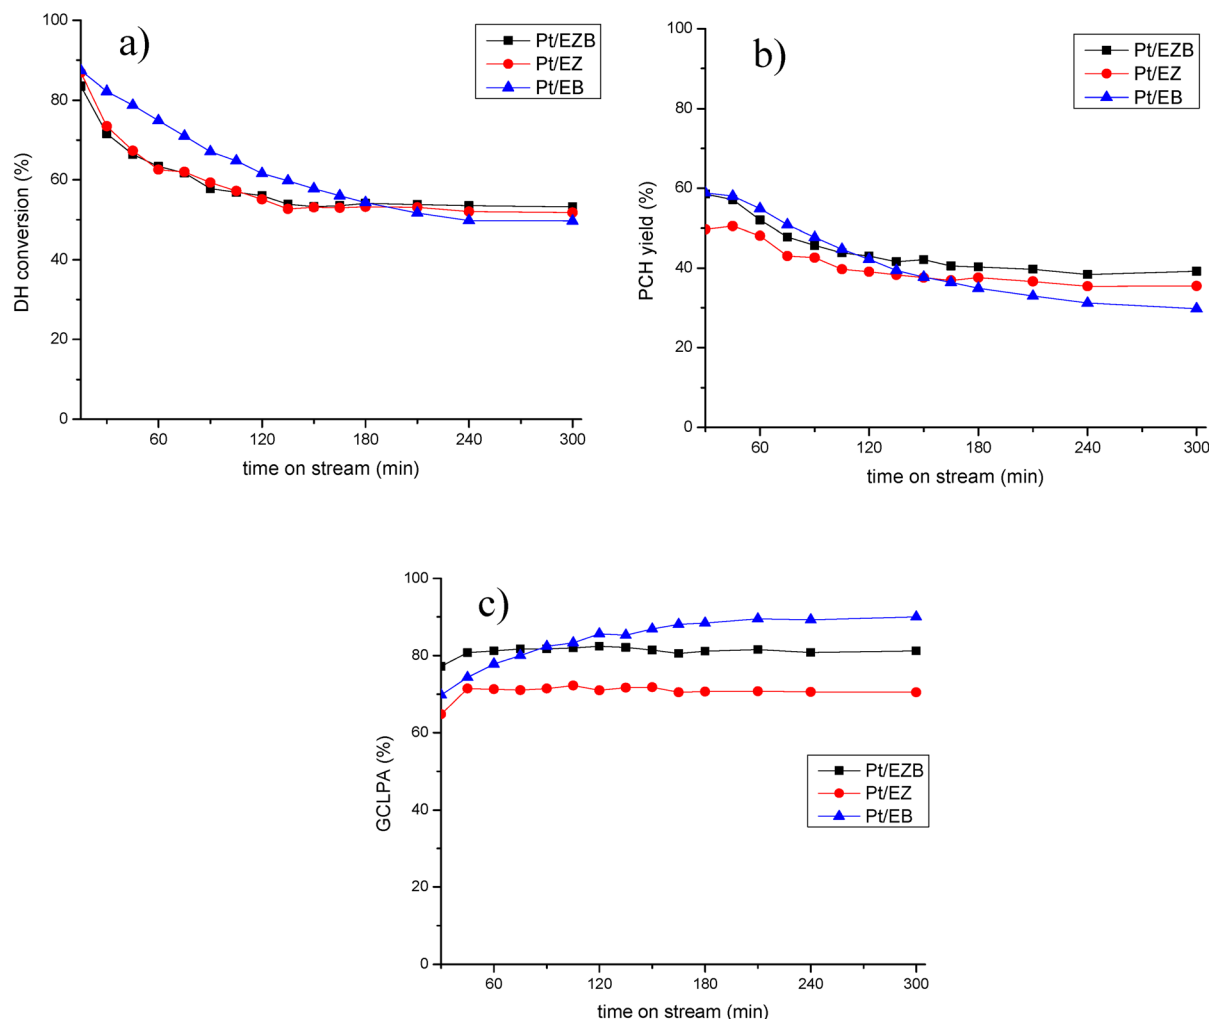 a)
Pt/EZB
Pt/EZ
Pt/EB
DH conversion (%)
100
80
60
40
20
0
60 120 180 240 300
time on stream (min)
b)
Pt/EZB
Pt/EZ
Pt/EB
PCH yield (%)
100
80
60
40
20
0
60 120 180 240 300
time on stream (min)
c)
Pt/EZB
Pt/EZ
Pt/EB
GCLPA (%)
100
80
60
40
20
0
60 120 180 240 300
time on stream (min)